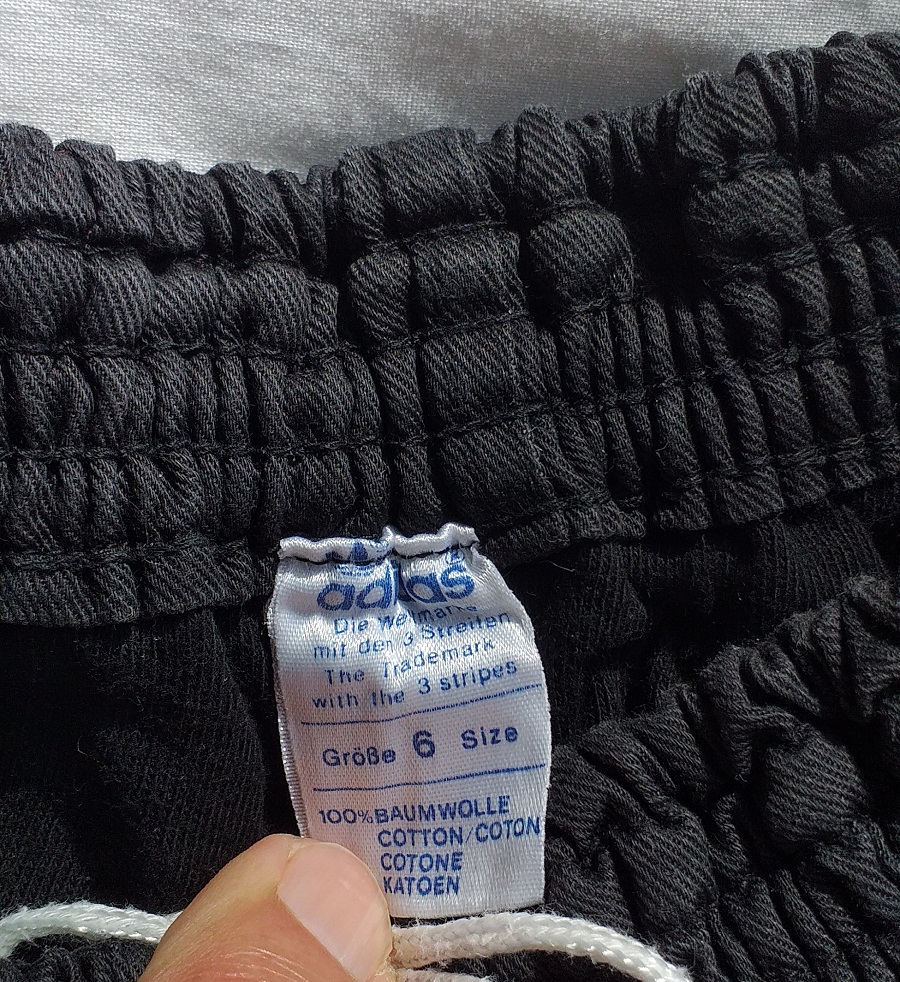 adidas
Die Weltmarke
mit den 3 Streifen
The Trademark
with the 3 stripes
Größe 6 Size
100% BAUMWOLLE
COTTON/COTON
COTONE
KATOEN